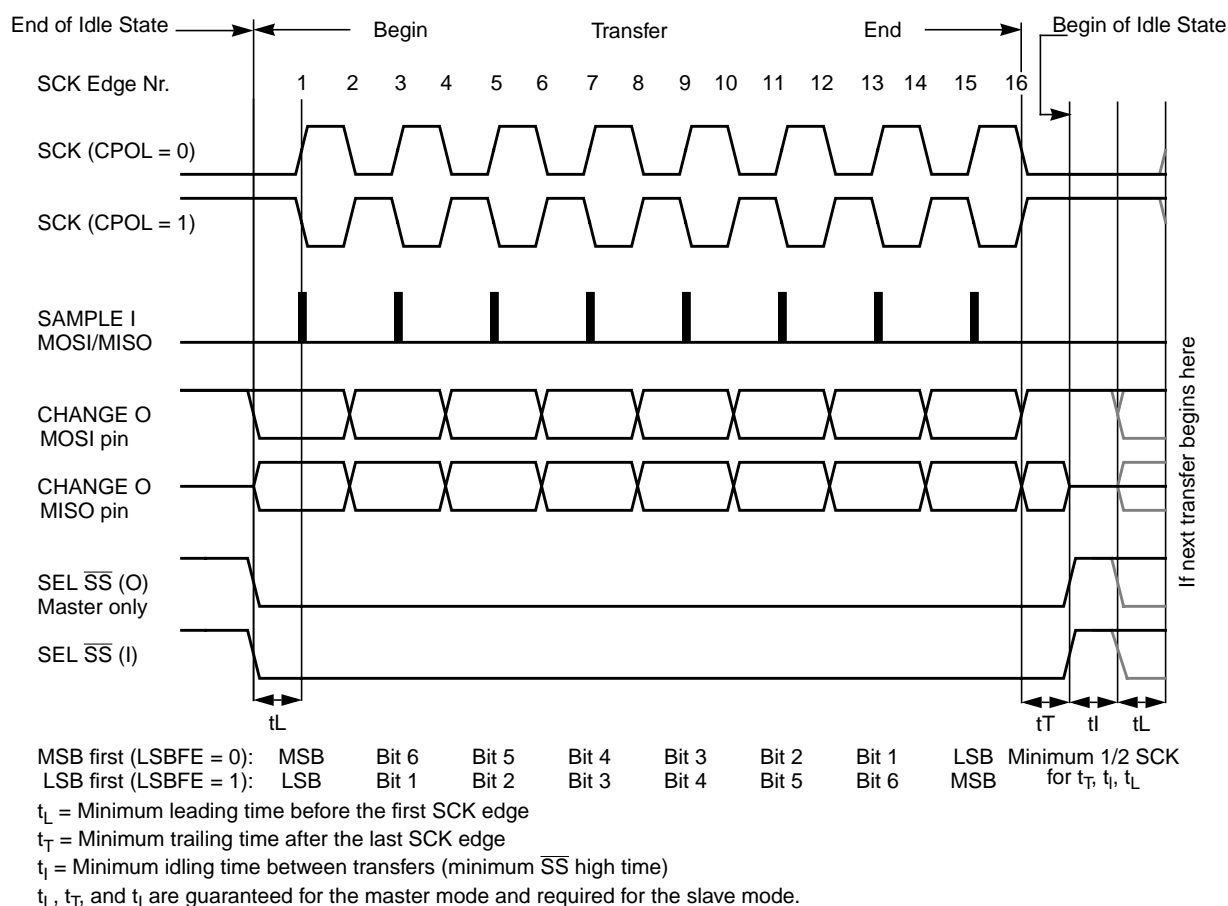 End of Idle State
Begin
Transfer
End
Begin of Idle State
SCK Edge Nr.
1 2 3 4 5 6 7 8 9 10 11 12 13 14 15 16
SCK (CPOL = 0)
SCK (CPOL = 1)
SAMPLE I
MOSI/MISO
CHANGE O
MOSI pin
CHANGE O
MISO pin
SEL S̅S̅ (O)
Master only
SEL S̅S̅ (I)
If next transfer begins here
tL
tT
tI
tL
MSB first (LSBFE = 0): MSB Bit 6 Bit 5 Bit 4 Bit 3 Bit 2 Bit 1 LSB
LSB first (LSBFE = 1): LSB Bit 1 Bit 2 Bit 3 Bit 4 Bit 5 Bit 6 MSB
Minimum 1/2 SCK
for tT, tI, tL
tL = Minimum leading time before the first SCK edge
tT = Minimum trailing time after the last SCK edge
tI = Minimum idling time between transfers (minimum S̅S̅ high time)
tL, tT, and tI are guaranteed for the master mode and required for the slave mode.